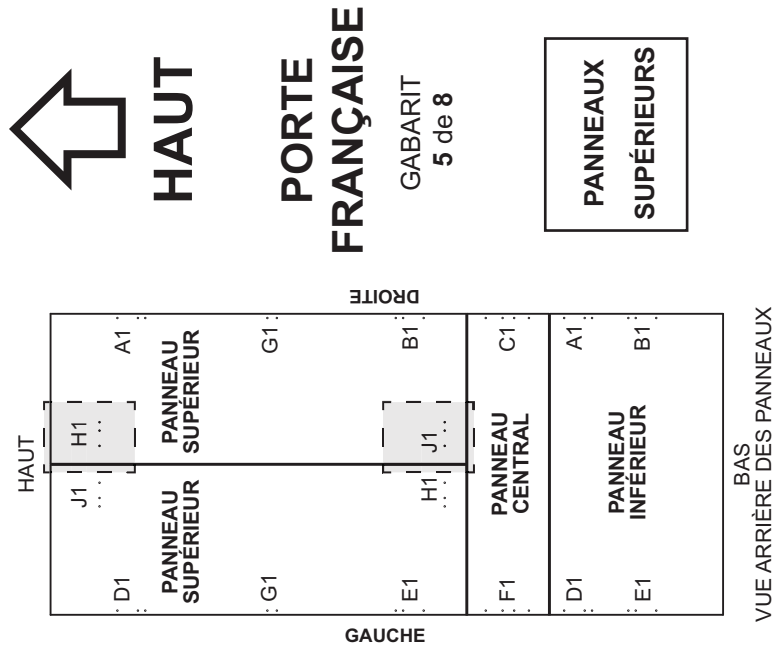 HAUT
PORTE
FRANÇAISE
GABARIT
5 de 8
PANNEAUX
SUPÉRIEURS
HAUT
GAUCHE
DROITE
J1
H1
D1
A1
PANNEAU
SUPÉRIEUR
PANNEAU
SUPÉRIEUR
G1
G1
E1
H1
J1
B1
F1
PANNEAU
CENTRAL
C1
D1
A1
PANNEAU
INFÉRIEUR
E1
B1
BAS
VUE ARRIÈRE DES PANNEAUX